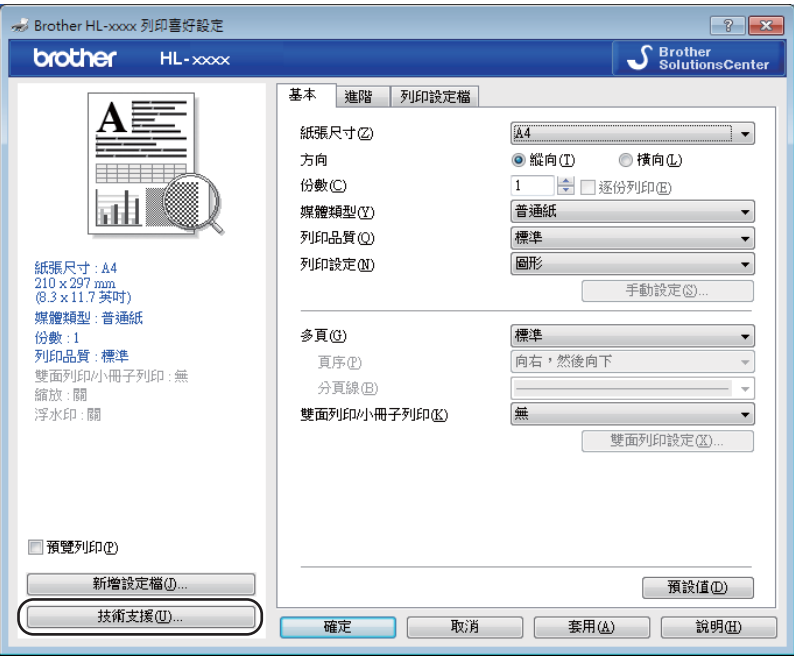 Brother HL-xxxx 列印喜好設定
brother HL-xxxx
Brother
SolutionsCenter
A
紙張尺寸 : A4
210 x 297 mm
(8.3 x 11.7 英吋)
媒體類型 : 普通紙
份數 : 1
列印品質 : 標準
雙面列印/小冊子列印 : 無
縮放 : 關
浮水印 : 關
預覽列印(P)
新增設定檔(J)...
技術支援(U)...
基本 進階 列印設定檔
紙張尺寸(Z) A4
方向 縱向(T) 橫向(L)
份數(C) 1 逐份列印(E)
媒體類型(Y) 普通紙
列印品質(Q) 標準
列印設定(N) 圖形
手動設定(S)...
多頁(G) 標準
頁序(P) 向右，然後向下
分頁線(B)
雙面列印/小冊子列印(K) 無
雙面列印設定(X)...
預設值(D)
確定 取消 套用(A) 說明(H)